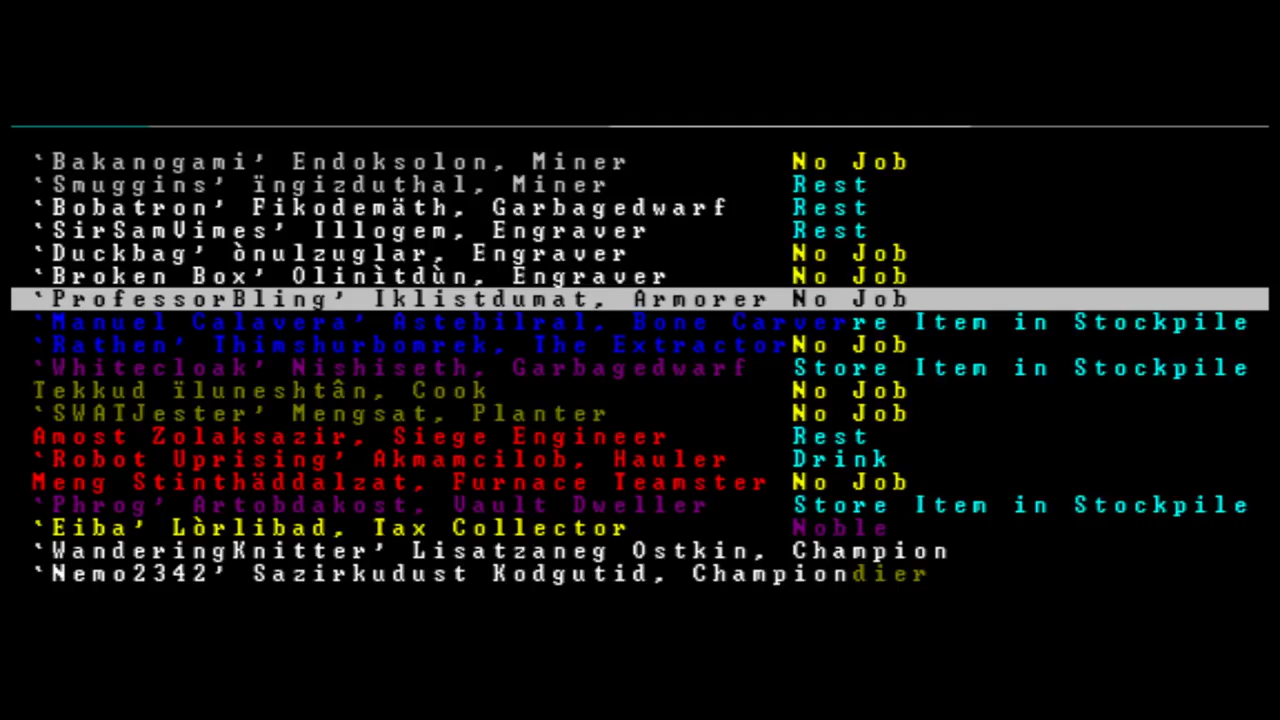 `Bakanogami' Endoksolon, Miner No Job
`Smuggins' ïngizduthal, Miner Rest
`Bobatron' Fikodemäth, Garbagedwarf Rest
`SirSamVimes' Illogem, Engraver Rest
`Duckbag' ònulzuglar, Engraver No Job
`Broken Box' Olinìtdùn, Engraver No Job
`ProfessorBling' Iklistdumat, Armorer No Job
`Manuel Calavera' Astebilral, Bone Carverre Item in Stockpile
`Rathen' Thimshurbomrek, The Extractor No Job
`Whitecloak' Nishiseth, Garbagedwarf Store Item in Stockpile
Tekkud ïluneshtân, Cook No Job
`SWATJester' Mengsat, Planter No Job
Amost Zolaksazir, Siege Engineer Rest
`Robot Uprising' Akmamcilob, Hauler Drink
Meng Stinthäddalzat, Furnace Teamster No Job
`Phrog' Artobdakost, Vault Dweller Store Item in Stockpile
`Eiba' Lòrlibad, Tax Collector Noble
`WanderingKnitter' Lisatzaneg Ostkin, Champion
`Nemo2342' Sazirkudust Kodgutid, Championdier